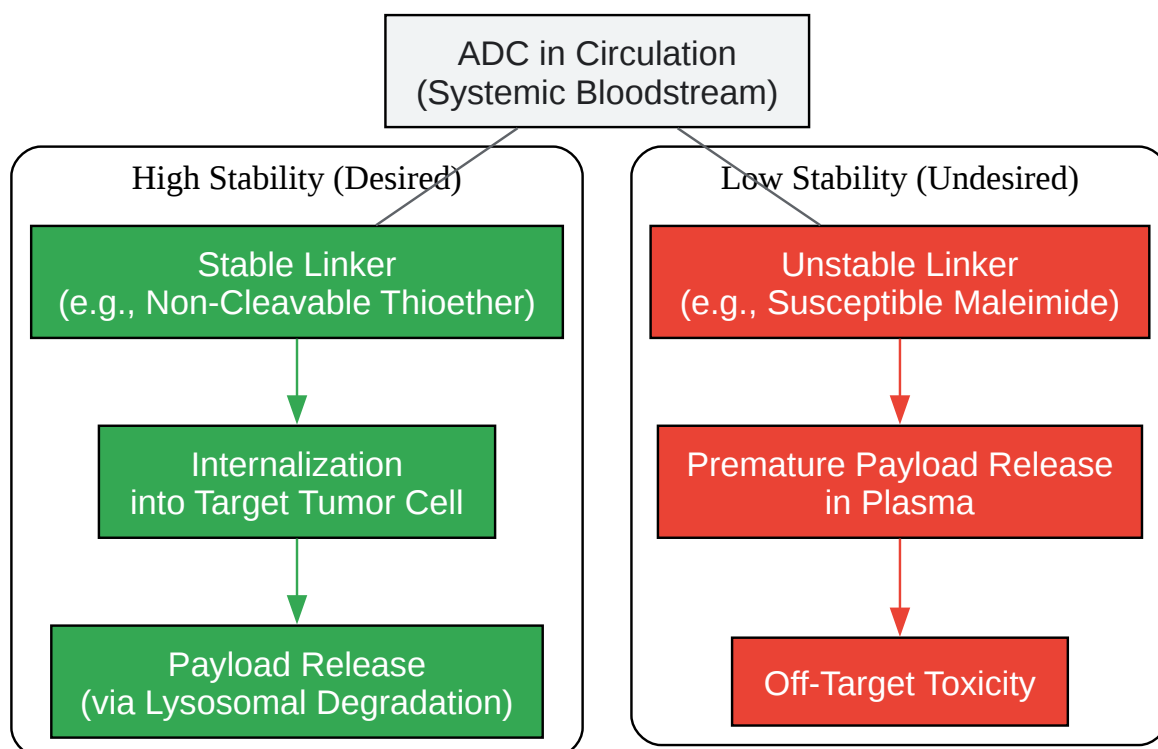 ADC in Circulation
(Systemic Bloodstream)
High Stability (Desired)
Stable Linker
(e.g., Non-Cleavable Thioether)
Internalization
into Target Tumor Cell
Payload Release
(via Lysosomal Degradation)
Low Stability (Undesired)
Unstable Linker
(e.g., Susceptible Maleimide)
Premature Payload Release
in Plasma
Off-Target Toxicity